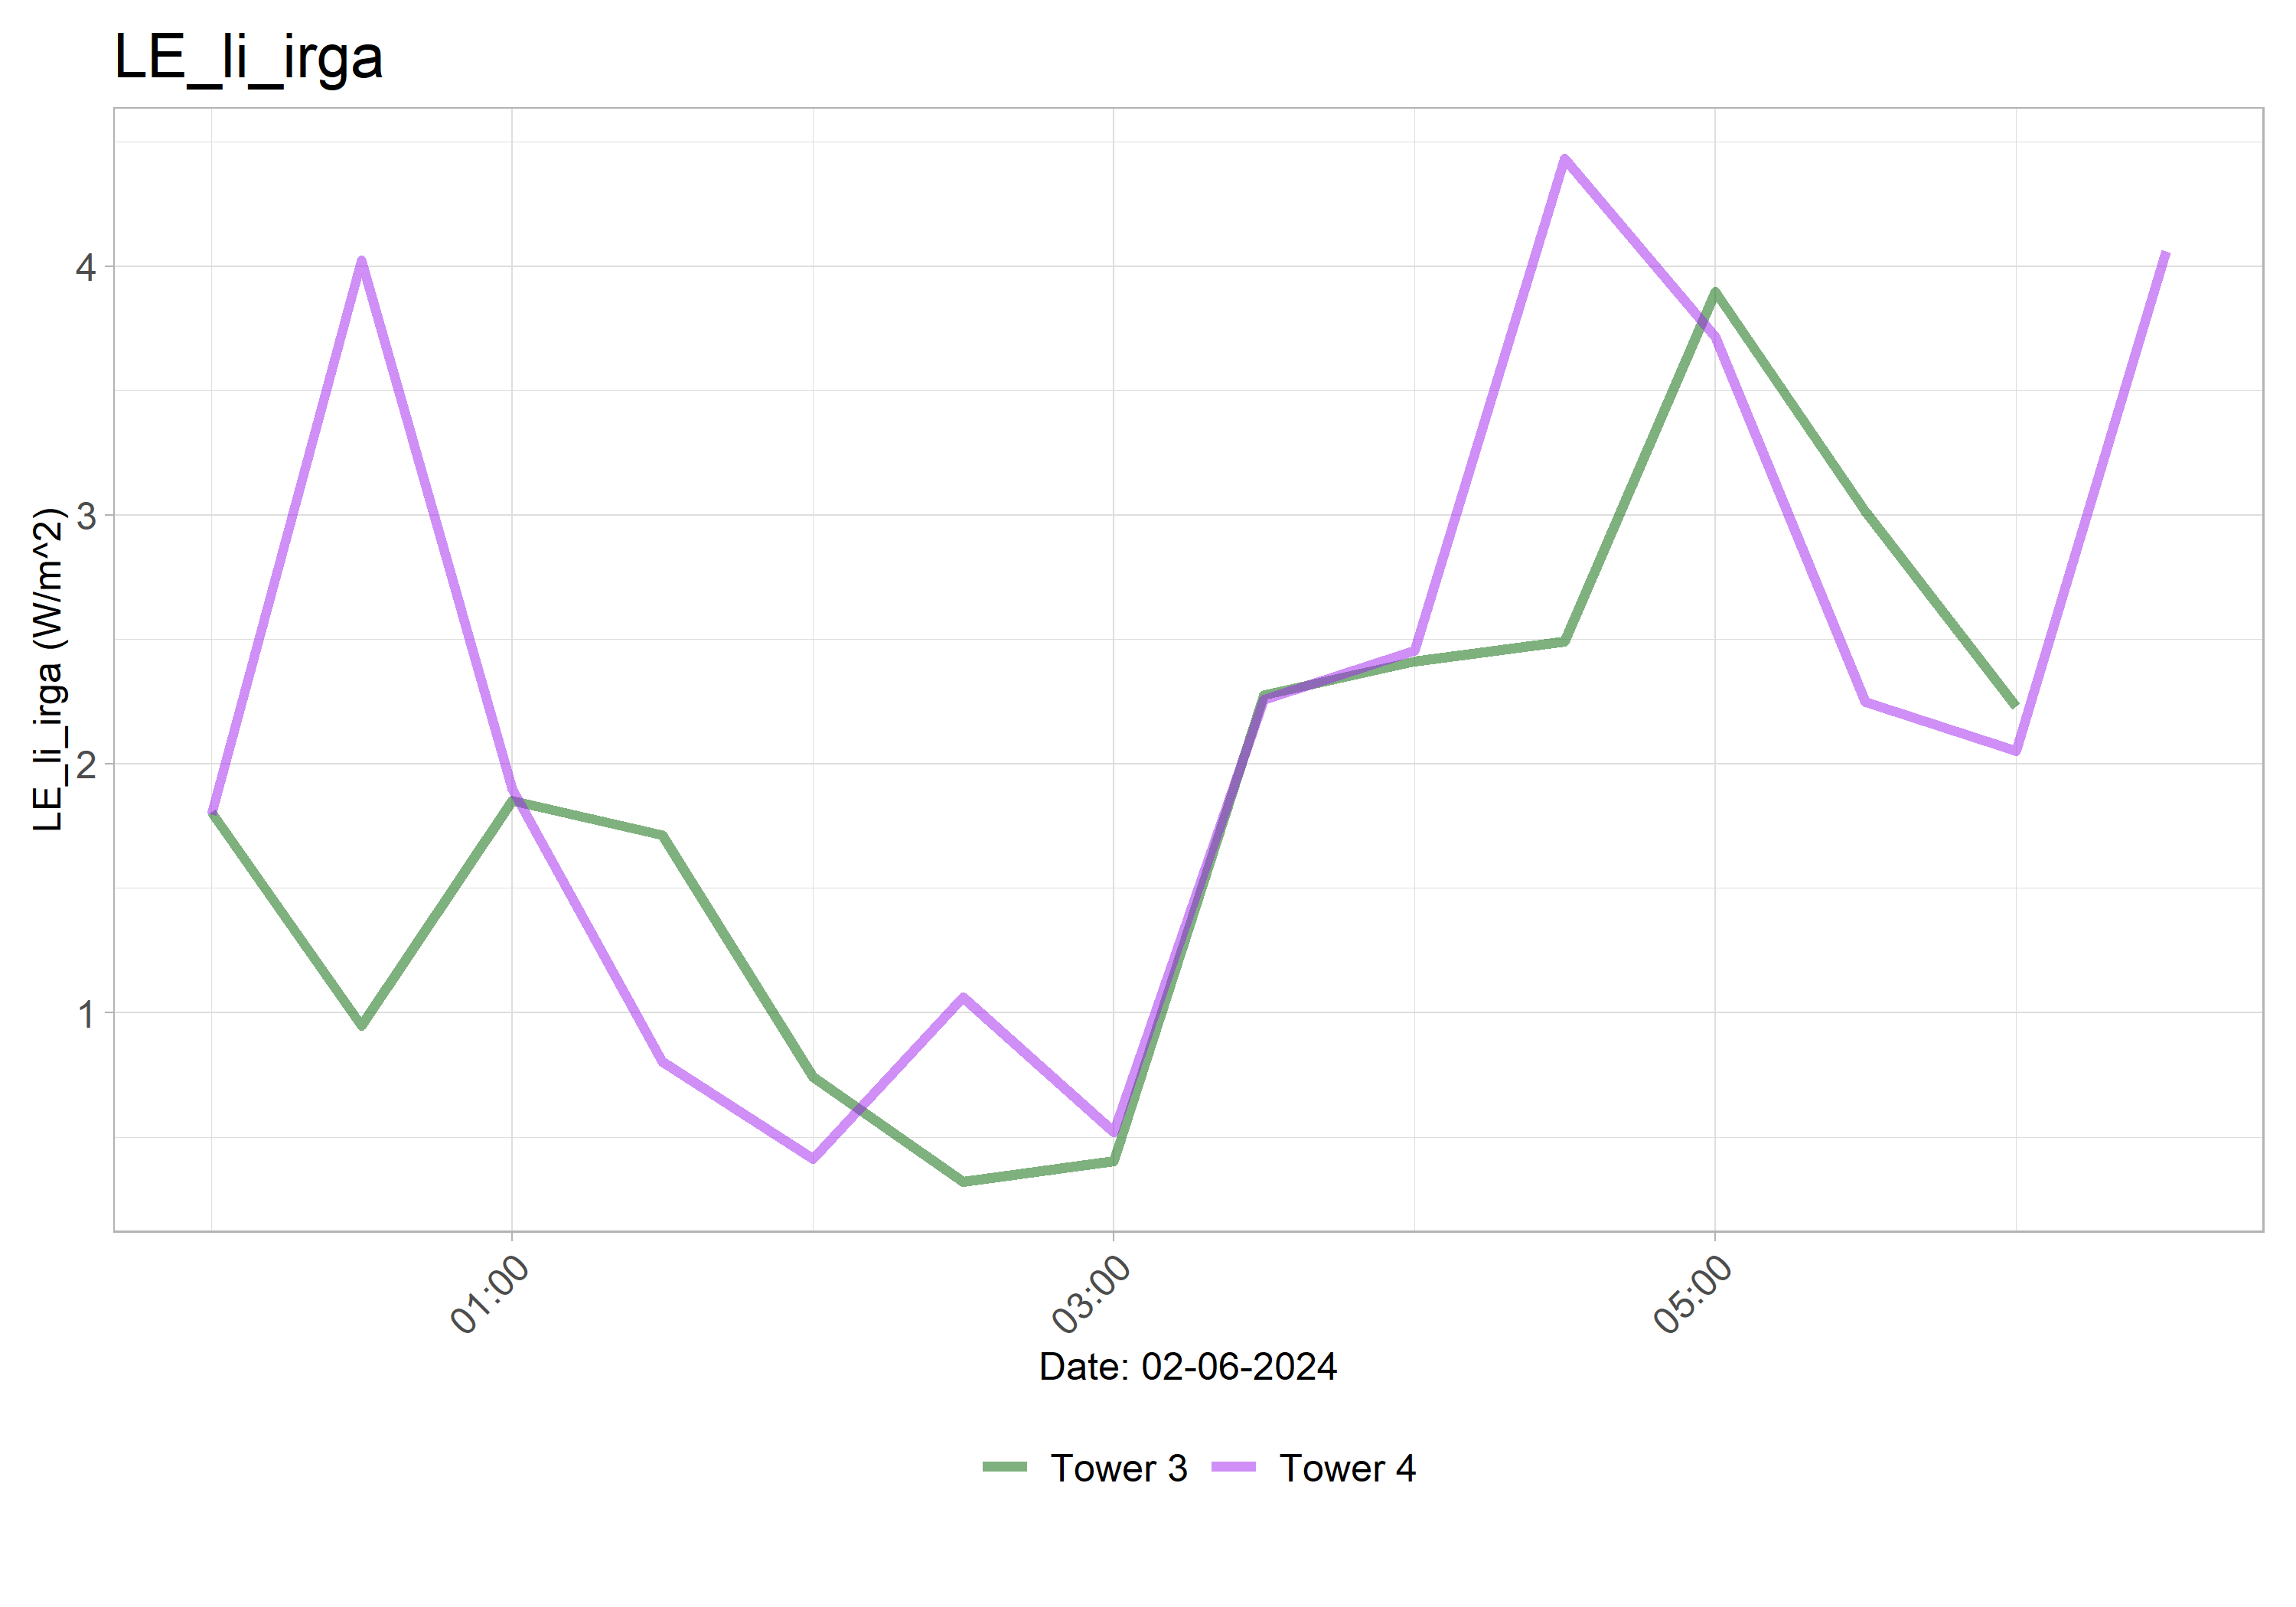 LE_li_irga
LE_li_irga (W/m^2)
4
3
2
1
01:00
03:00
05:00
Date: 02-06-2024
Tower 3
Tower 4